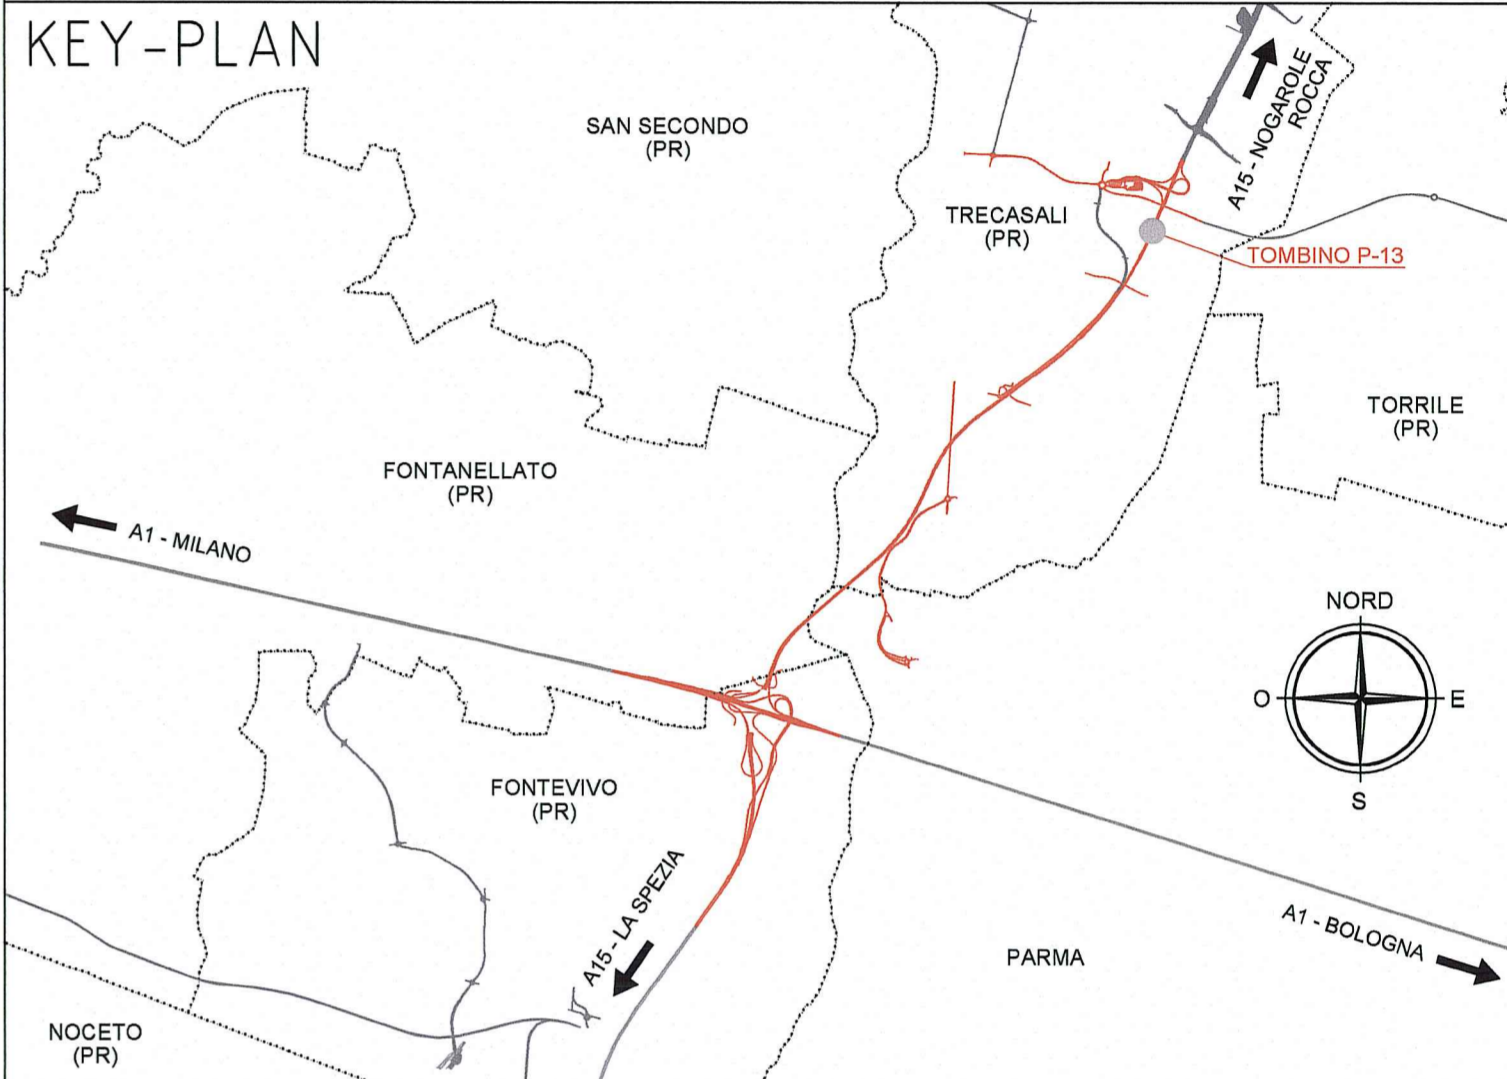 KEY-PLAN
SAN SECONDO
(PR)
A15 - NOGAROLE
ROCCA
TRECASALI
(PR)
TOMBINO P-13
TORRILE
(PR)
FONTANELLATO
(PR)
A1 - MILANO
NORD
O
E
S
FONTEVIVO
(PR)
A15 - LA SPEZIA
A1 - BOLOGNA
PARMA
NOCETO
(PR)